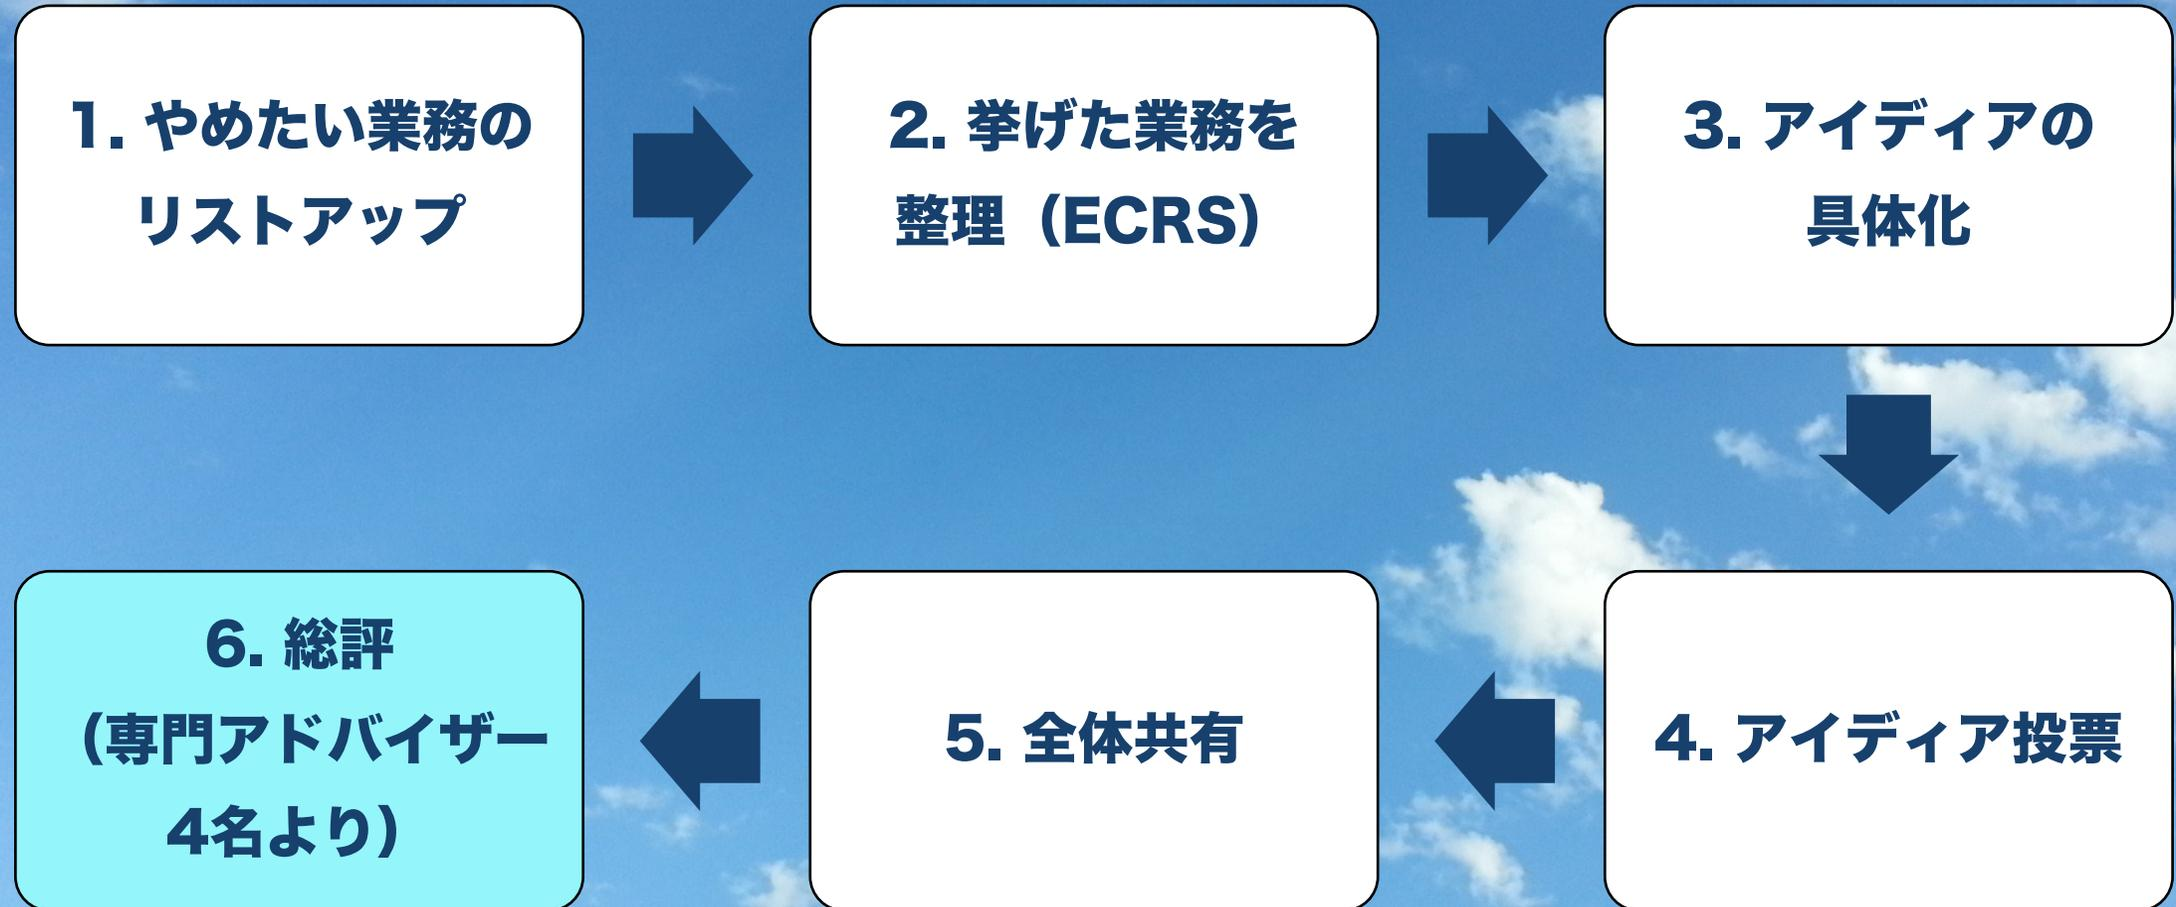 1. やめたい業務の
リストアップ
2. 挙げた業務を
整理（ECRS）
3. アイディアの
具体化
4. アイディア投票
5. 全体共有
6. 総評
（専門アドバイザー
4名より）